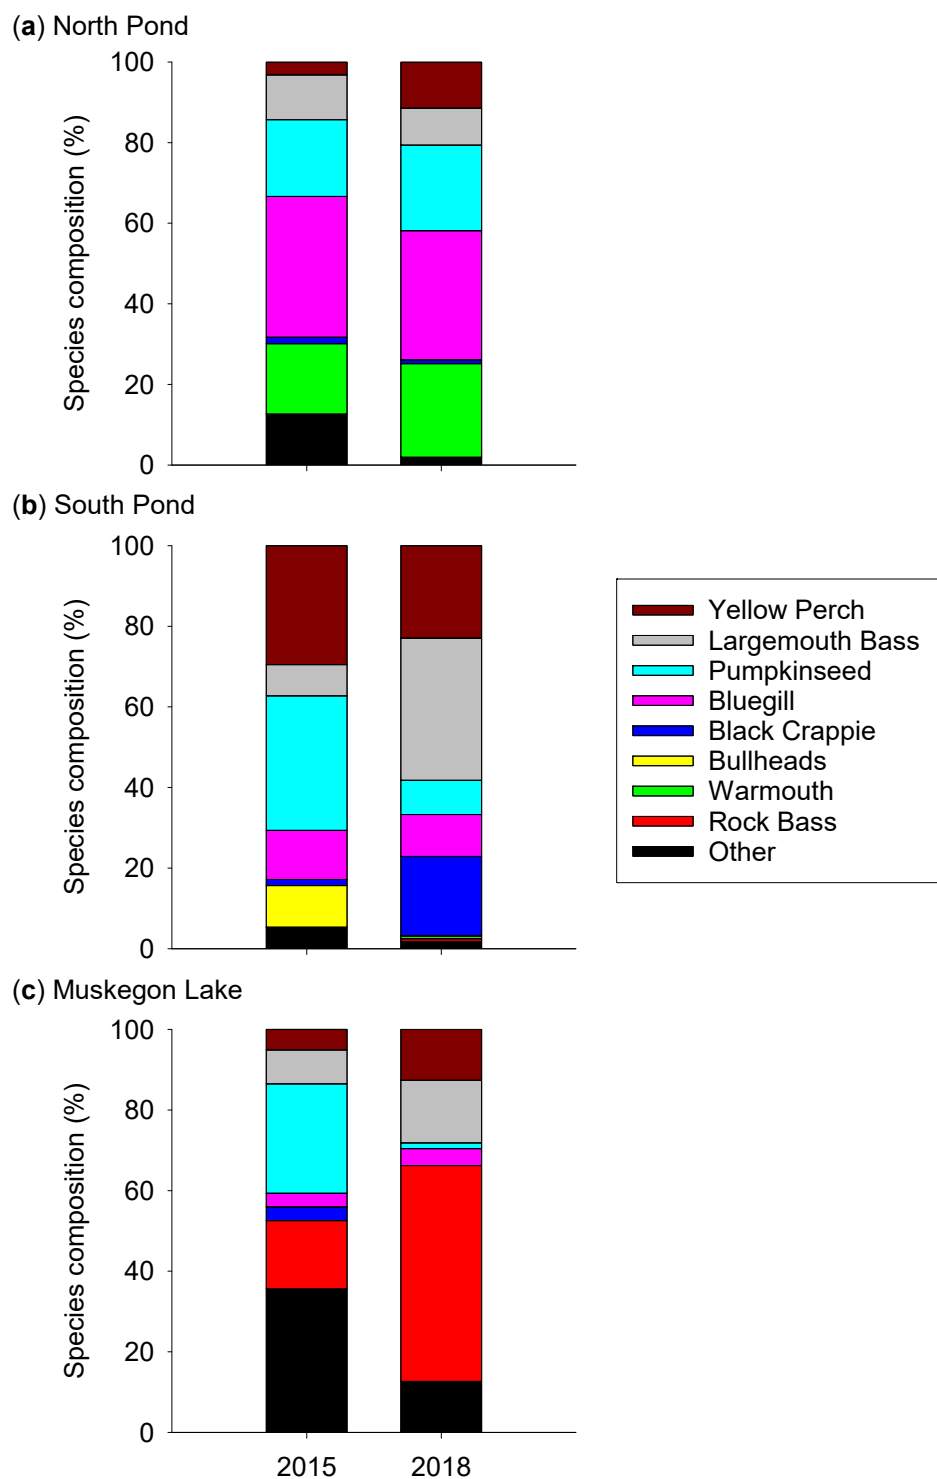 (a) North Pond
100
80
60
40
20
0
Species composition (%)
(b) South Pond
100
80
60
40
20
0
Species composition (%)
Yellow Perch
Largemouth Bass
Pumpkinseed
Bluegill
Black Crappie
Bullheads
Warmouth
Rock Bass
Other
(c) Muskegon Lake
100
80
60
40
20
0
Species composition (%)
2015 2018